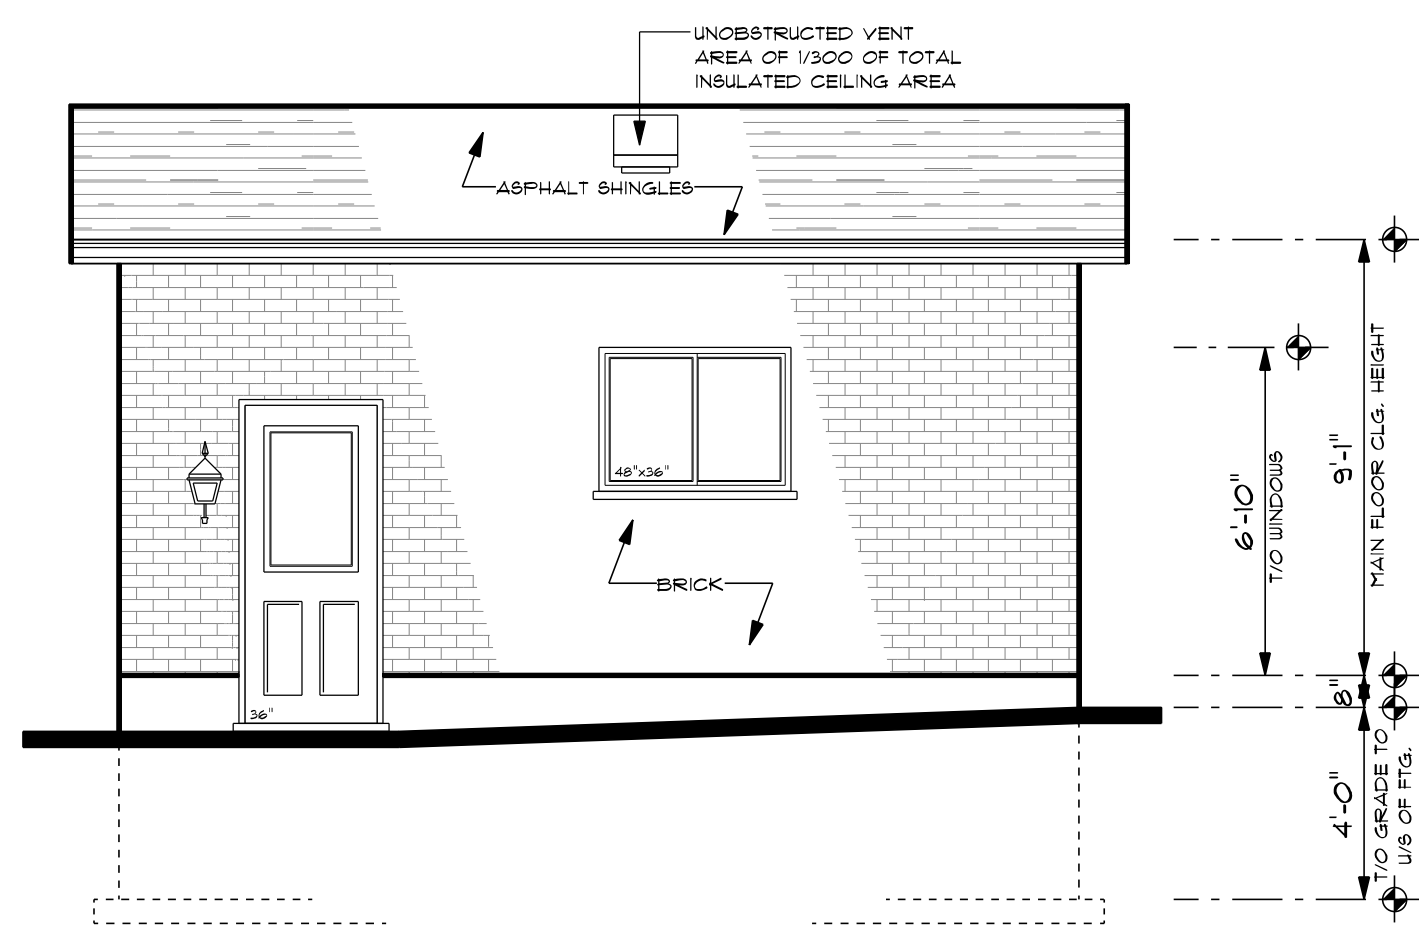 UNOBSTRUCTED VENT
AREA OF 1/300 OF TOTAL
INSULATED CEILING AREA
ASPHALT SHINGLES
48"x36"
BRICK
36"
6'-10"
T/O WINDOWS
9'-1"
MAIN FLOOR CLG. HEIGHT
8"
4'-0"
T/O GRADE TO
U/S OF FTG.